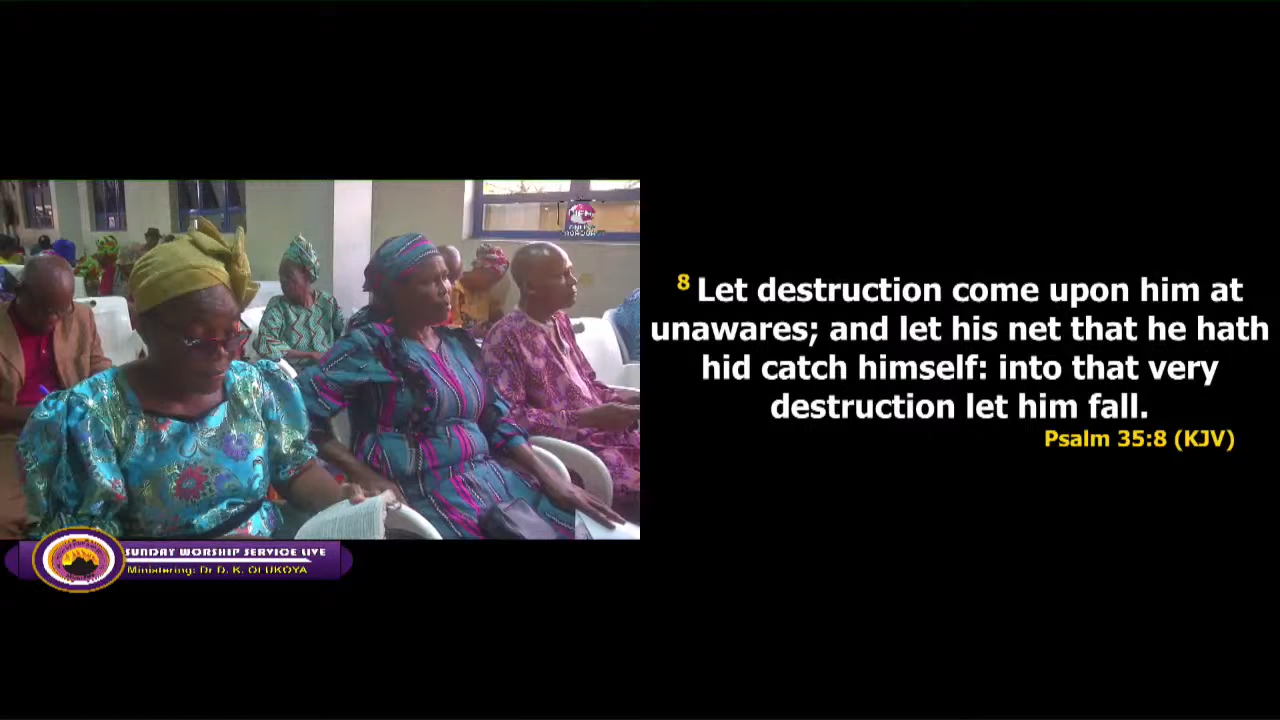 8 Let destruction come upon him at
unawares; and let his net that he hath
hid catch himself: into that very
destruction let him fall.
Psalm 35:8 (KJV)
SUNDAY WORSHIP SERVICE LIVE
Ministering: Dr D. K. OLUKOYA